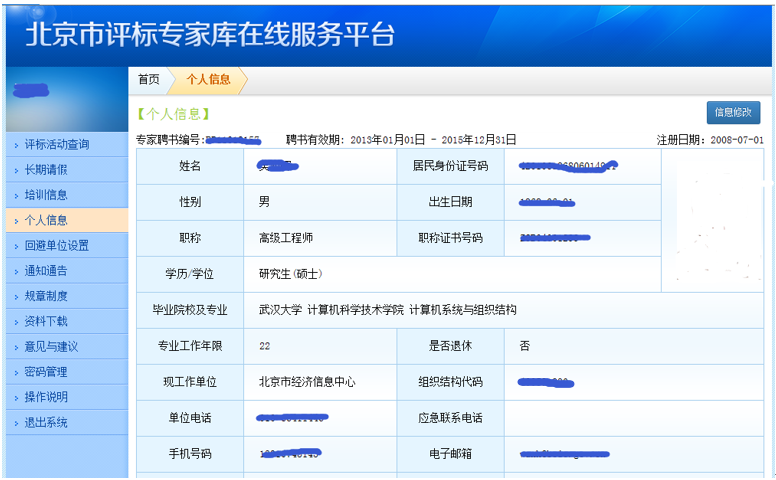 北京市评标专家库在线服务平台
首页 个人信息
【个人信息】 信息修改
专家聘书编号: 聘书有效期: 2013年01月01日 - 2015年12月31日 注册日期: 2008-07-01
评标活动查询
长期请假
培训信息
个人信息
回避单位设置
通知通告
规章制度
资料下载
意见与建议
密码管理
操作说明
退出系统
姓名 居民身份证号码
性别 男 出生日期
职称 高级工程师 职称证书号码
学历/学位 研究生(硕士)
毕业院校及专业 武汉大学 计算机科学技术学院 计算机系统与组织结构
专业工作年限 22 是否退休 否
现工作单位 北京市经济信息中心 组织结构代码
单位电话 应急联系电话
手机号码 电子邮箱